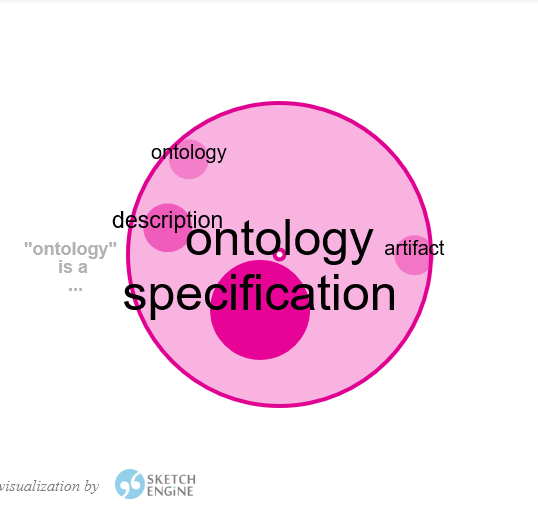 ontology
description
ontology
artifact
"ontology"
is a
...
specification
visualization by
SKETCH
ENGINE